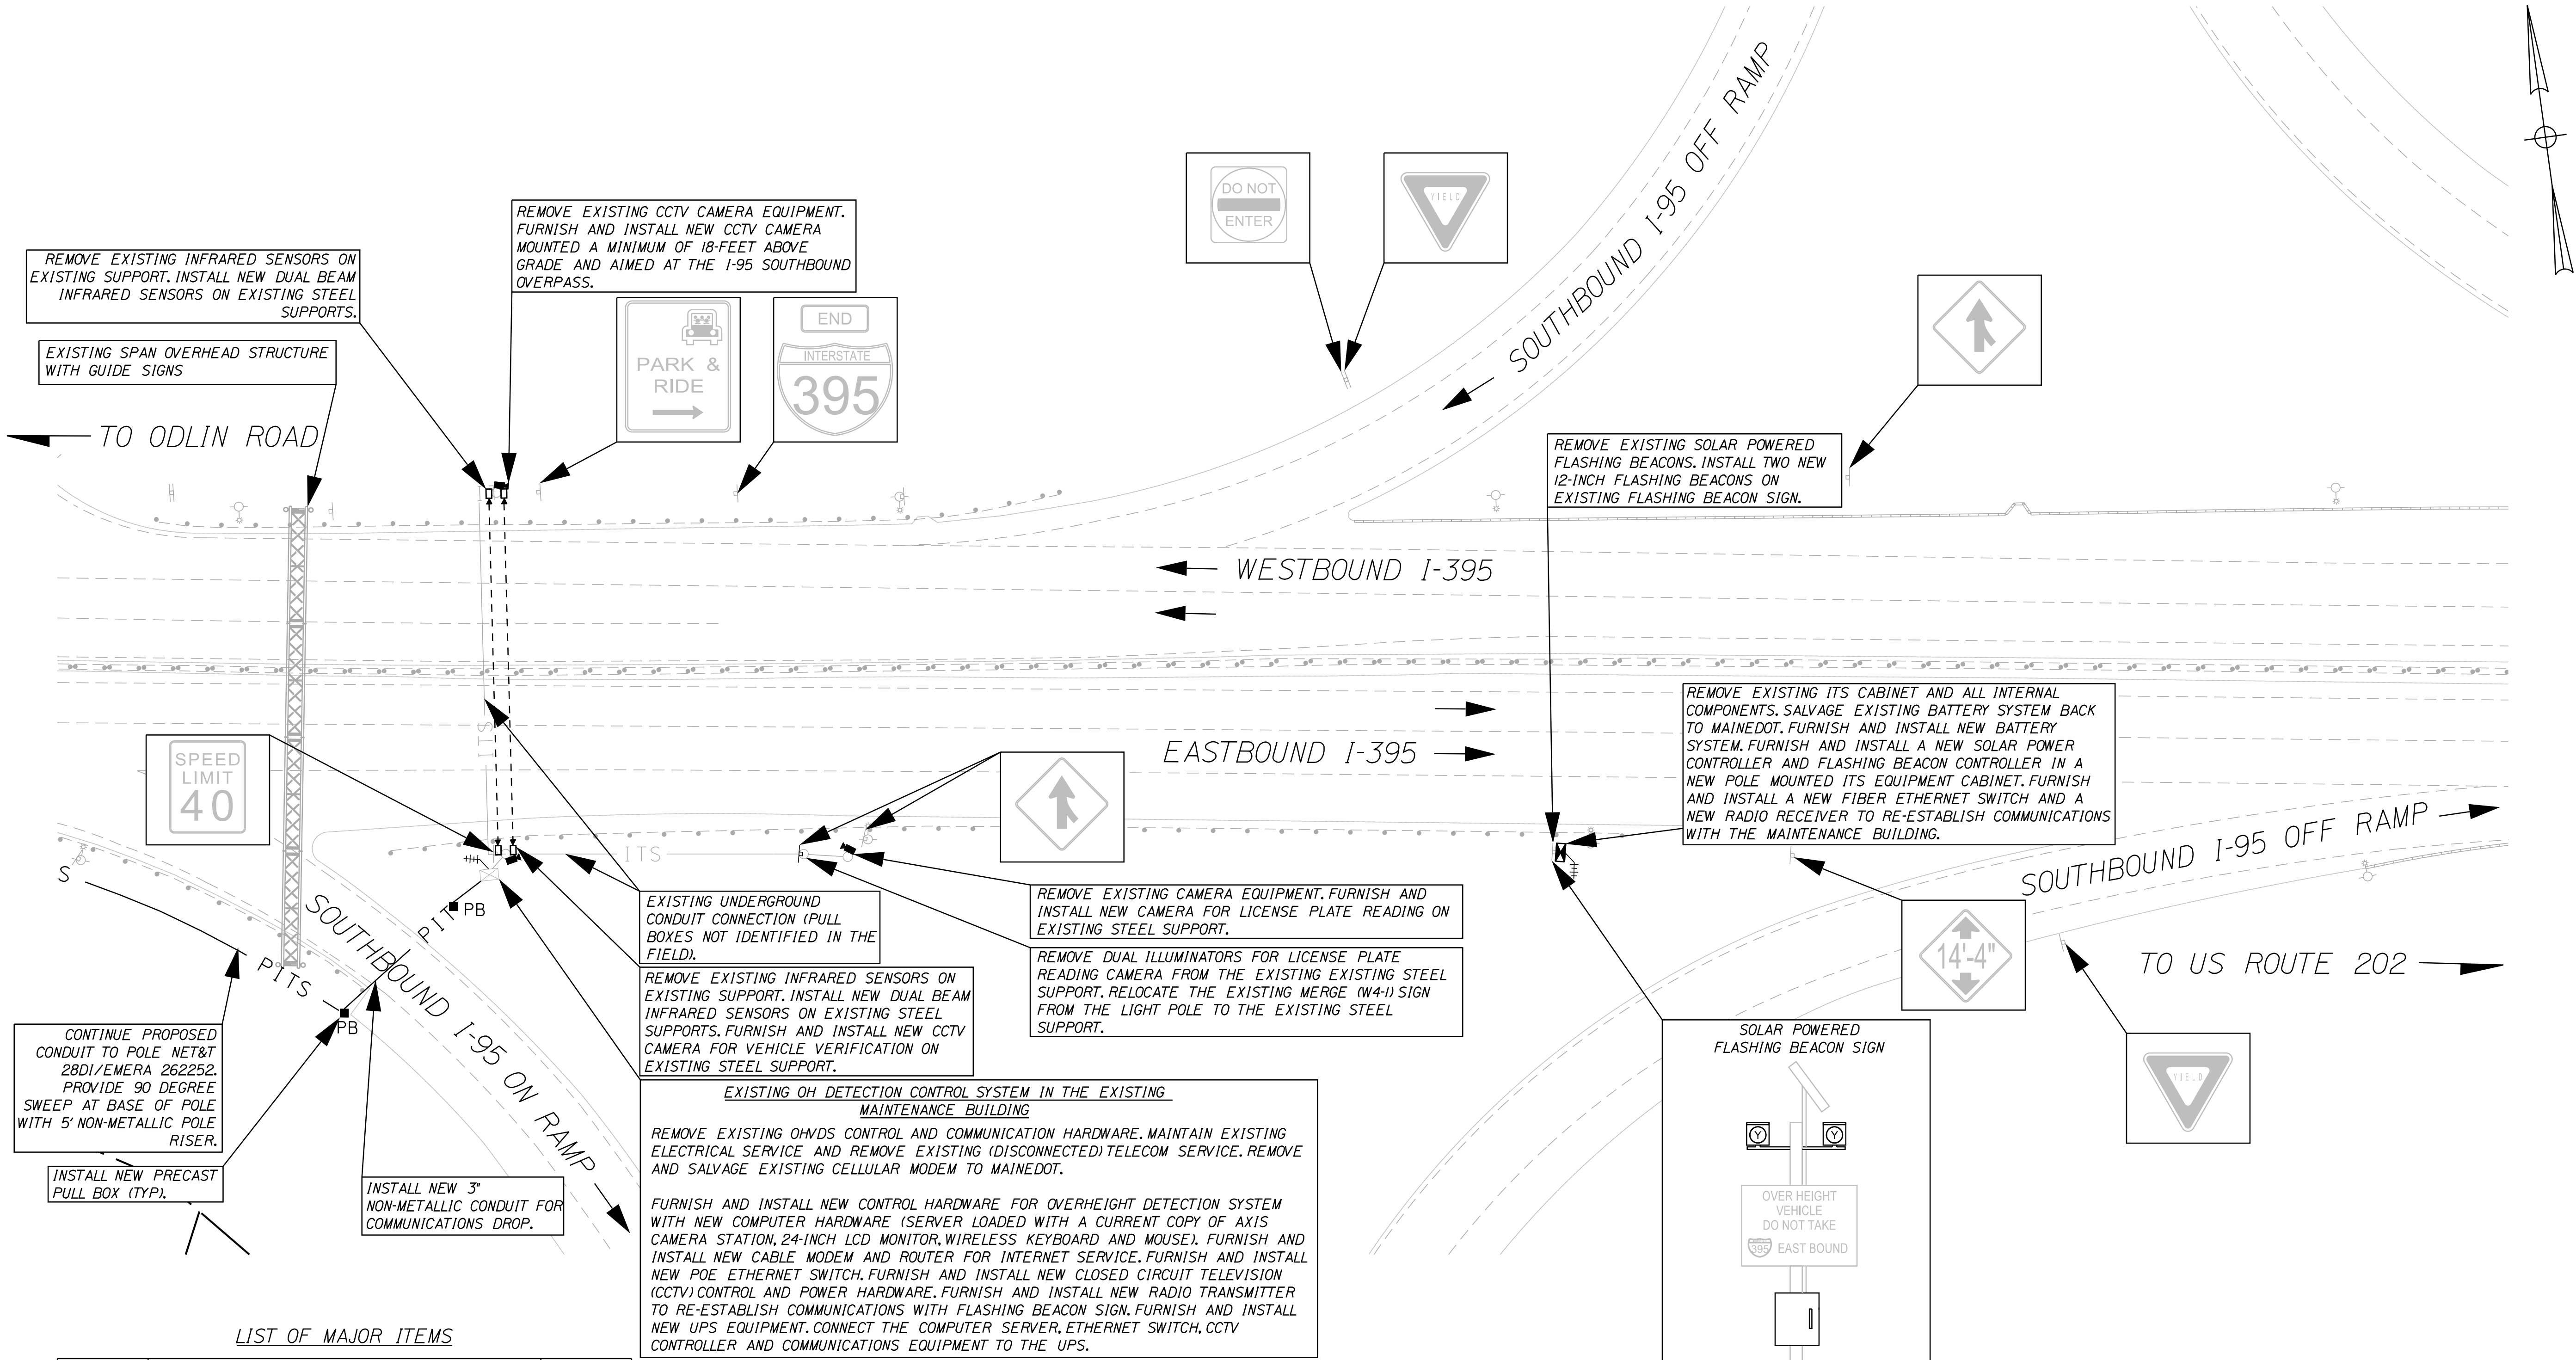 REMOVE EXISTING INFRARED SENSORS ON
EXISTING SUPPORT. INSTALL NEW DUAL BEAM
INFRARED SENSORS ON EXISTING STEEL
SUPPORTS.
EXISTING SPAN OVERHEAD STRUCTURE
WITH GUIDE SIGNS
TO ODLIN ROAD
REMOVE EXISTING CCTV CAMERA EQUIPMENT.
FURNISH AND INSTALL NEW CCTV CAMERA
MOUNTED A MINIMUM OF 18-FEET ABOVE
GRADE AND AIMED AT THE I-95 SOUTHBOUND
OVERPASS.
PARK &
RIDE
END
INTERSTATE
395
DO NOT
ENTER
YIELD
SOUTHBOUND I-95 OFF RAMP
REMOVE EXISTING SOLAR POWERED
FLASHING BEACONS. INSTALL TWO NEW
12-INCH FLASHING BEACONS ON
EXISTING FLASHING BEACON SIGN.
WESTBOUND I-395
EASTBOUND I-395
ITS
SPEED
LIMIT
40
ITS
REMOVE EXISTING ITS CABINET AND ALL INTERNAL
COMPONENTS. SALVAGE EXISTING BATTERY SYSTEM BACK
TO MAINEDOT. FURNISH AND INSTALL NEW BATTERY
SYSTEM. FURNISH AND INSTALL A NEW SOLAR POWER
CONTROLLER AND FLASHING BEACON CONTROLLER IN A
NEW POLE MOUNTED ITS EQUIPMENT CABINET. FURNISH
AND INSTALL A NEW FIBER ETHERNET SWITCH AND A
NEW RADIO RECEIVER TO RE-ESTABLISH COMMUNICATIONS
WITH THE MAINTENANCE BUILDING.
SOUTHBOUND I-95 OFF RAMP
S
PITS
PB
PIT
PB
SOUTHBOUND I-95 ON RAMP
EXISTING UNDERGROUND
CONDUIT CONNECTION (PULL
BOXES NOT IDENTIFIED IN THE
FIELD).
REMOVE EXISTING INFRARED SENSORS ON
EXISTING SUPPORT. INSTALL NEW DUAL BEAM
INFRARED SENSORS ON EXISTING STEEL
SUPPORTS. FURNISH AND INSTALL NEW CCTV
CAMERA FOR VEHICLE VERIFICATION ON
EXISTING STEEL SUPPORT.
REMOVE EXISTING CAMERA EQUIPMENT. FURNISH AND
INSTALL NEW CAMERA FOR LICENSE PLATE READING ON
EXISTING STEEL SUPPORT.
REMOVE DUAL ILLUMINATORS FOR LICENSE PLATE
READING CAMERA FROM THE EXISTING EXISTING STEEL
SUPPORT. RELOCATE THE EXISTING MERGE (W4-1) SIGN
FROM THE LIGHT POLE TO THE EXISTING STEEL
SUPPORT.
14'-4"
TO US ROUTE 202
YIELD
CONTINUE PROPOSED
CONDUIT TO POLE NET&T
28D1/EMERA 262252.
PROVIDE 90 DEGREE
SWEEP AT BASE OF POLE
WITH 5' NON-METALLIC POLE
RISER.
INSTALL NEW PRECAST
PULL BOX (TYP).
INSTALL NEW 3"
NON-METALLIC CONDUIT FOR
COMMUNICATIONS DROP.
EXISTING OH DETECTION CONTROL SYSTEM IN THE EXISTING
MAINTENANCE BUILDING
REMOVE EXISTING OHVDS CONTROL AND COMMUNICATION HARDWARE. MAINTAIN EXISTING
ELECTRICAL SERVICE AND REMOVE EXISTING (DISCONNECTED) TELECOM SERVICE. REMOVE
AND SALVAGE EXISTING CELLULAR MODEM TO MAINEDOT.
FURNISH AND INSTALL NEW CONTROL HARDWARE FOR OVERHEIGHT DETECTION SYSTEM
WITH NEW COMPUTER HARDWARE (SERVER LOADED WITH A CURRENT COPY OF AXIS
CAMERA STATION, 24-INCH LCD MONITOR, WIRELESS KEYBOARD AND MOUSE). FURNISH AND
INSTALL NEW CABLE MODEM AND ROUTER FOR INTERNET SERVICE. FURNISH AND INSTALL
NEW POE ETHERNET SWITCH. FURNISH AND INSTALL NEW CLOSED CIRCUIT TELEVISION
(CCTV) CONTROL AND POWER HARDWARE. FURNISH AND INSTALL NEW RADIO TRANSMITTER
TO RE-ESTABLISH COMMUNICATIONS WITH FLASHING BEACON SIGN. FURNISH AND INSTALL
NEW UPS EQUIPMENT. CONNECT THE COMPUTER SERVER, ETHERNET SWITCH, CCTV
CONTROLLER AND COMMUNICATIONS EQUIPMENT TO THE UPS.
SOLAR POWERED
FLASHING BEACON SIGN
Y
Y
OVER HEIGHT
VEHICLE
DO NOT TAKE
395 EAST BOUND
LIST OF MAJOR ITEMS